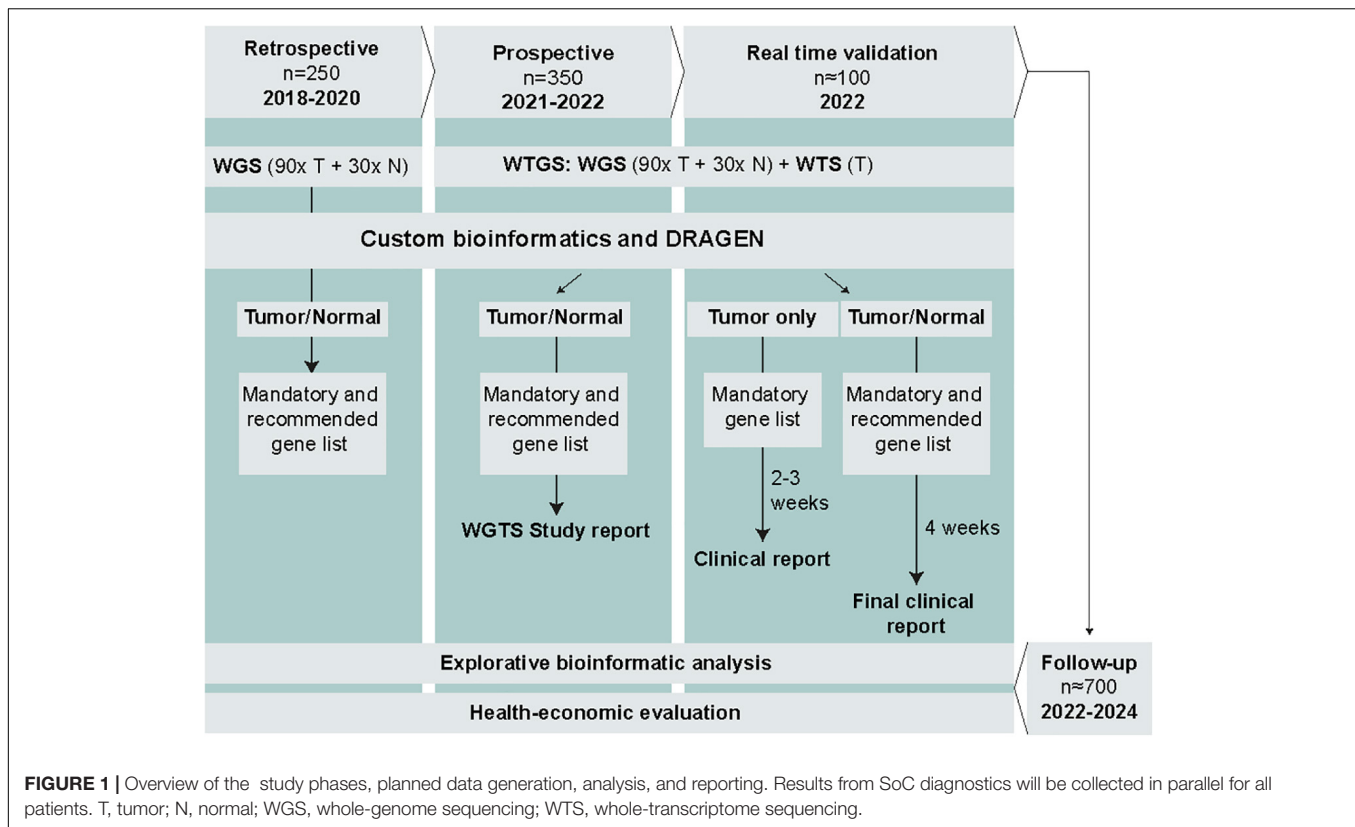 Retrospective
n=250
2018-2020
Prospective
n=350
2021-2022
Real time validation
n≈100
2022
WGS (90x T + 30x N)
WTGS: WGS (90x T + 30x N) + WTS (T)
Custom bioinformatics and DRAGEN
Tumor/Normal
Mandatory and
recommended
gene list
Tumor/Normal
Mandatory and
recommended
gene list
WGTS Study report
Tumor only
Mandatory
gene list
2-3
weeks
Clinical report
Tumor/Normal
Mandatory and
recommended
gene list
4 weeks
Final clinical
report
Explorative bioinformatic analysis
Health-economic evaluation
Follow-up
n≈700
2022-2024
FIGURE 1 | Overview of the study phases, planned data generation, analysis, and reporting. Results from SoC diagnostics will be collected in parallel for all
patients. T, tumor; N, normal; WGS, whole-genome sequencing; WTS, whole-transcriptome sequencing.